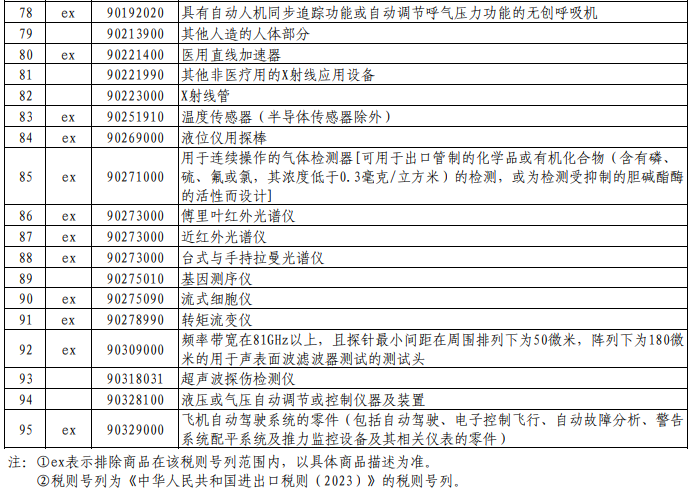 78 ex 90192020 具有自动人机同步追踪功能或自动调节呼气压力功能的无创呼吸机
79 90213900 其他人造的人体部分
80 ex 90221400 医用直线加速器
81 90221990 其他非医疗用的X射线应用设备
82 90223000 X射线管
83 ex 90251910 温度传感器（半导体传感器除外）
84 ex 90269000 液位仪用探棒
85 ex 90271000 用于连续操作的气体检测器[可用于出口管制的化学品或有机化合物（含有磷、
硫、氟或氯，其浓度低于0.3毫克/立方米）的检测，或为检测受抑制的胆碱酯酶
的活性而设计]
86 ex 90273000 傅里叶红外光谱仪
87 ex 90273000 近红外光谱仪
88 ex 90273000 台式与手持拉曼光谱仪
89 90275010 基因测序仪
90 ex 90275090 流式细胞仪
91 ex 90278990 转矩流变仪
92 ex 90309000 频率带宽在81GHz以上，且探针最小间距在周围排列下为50微米，阵列下为180微
米的用于声表面波滤波器测试的测试头
93 90318031 超声波探伤检测仪
94 90328100 液压或气压自动调节或控制仪器及装置
95 ex 90329000 飞机自动驾驶系统的零件（包括自动驾驶、电子控制飞行、自动故障分析、警告
系统配平系统及推力监控设备及其相关仪表的零件）
注：①ex表示排除商品在该税则号列范围内，以具体商品描述为准。
②税则号列为《中华人民共和国进出口税则（2023）》的税则号列。